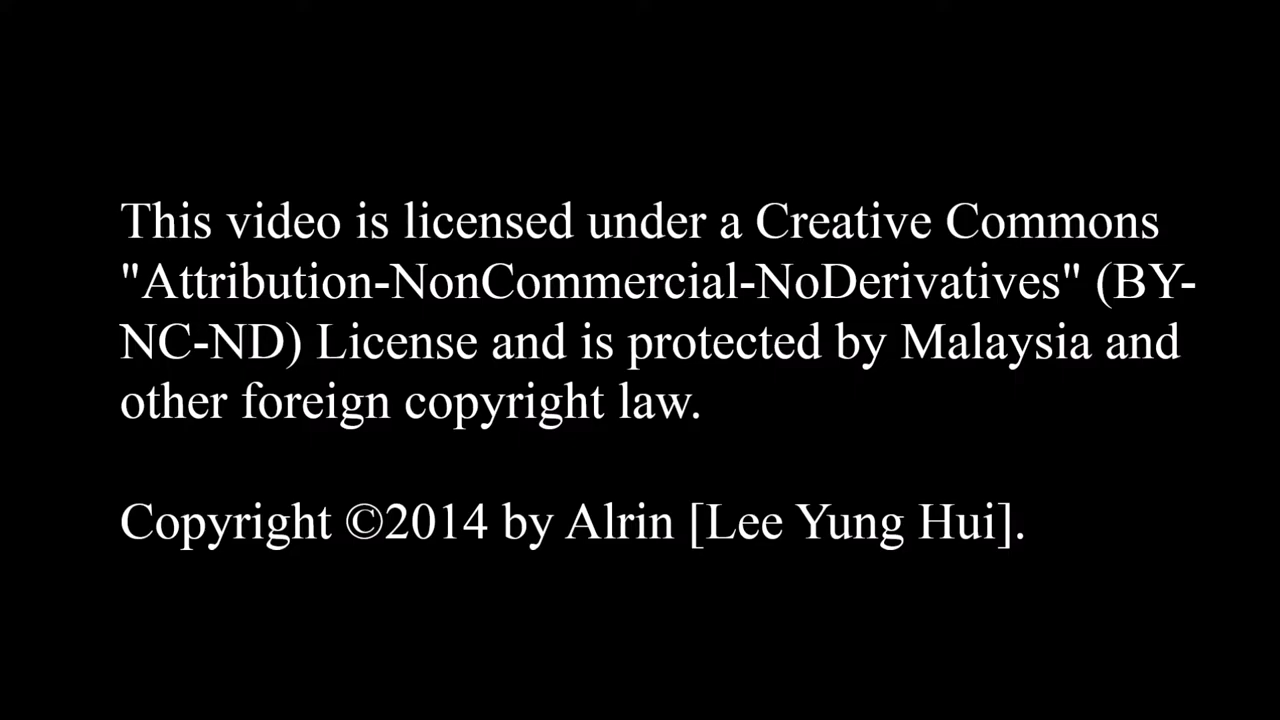 This video is licensed under a Creative Commons
"Attribution-NonCommercial-NoDerivatives" (BY-
NC-ND) License and is protected by Malaysia and
other foreign copyright law.
Copyright ©2014 by Alrin [Lee Yung Hui].